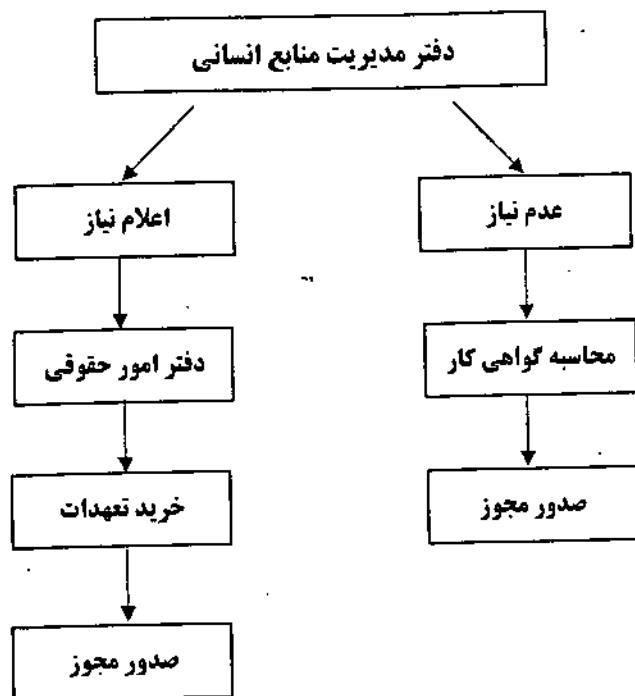 دفتر مدیریت منابع انسانی
عدم نیاز
اعلام نیاز
محاسبه گواهی کار
دفتر امور حقوقی
صدور مجوز
خرید تعهدات
صدور مجوز